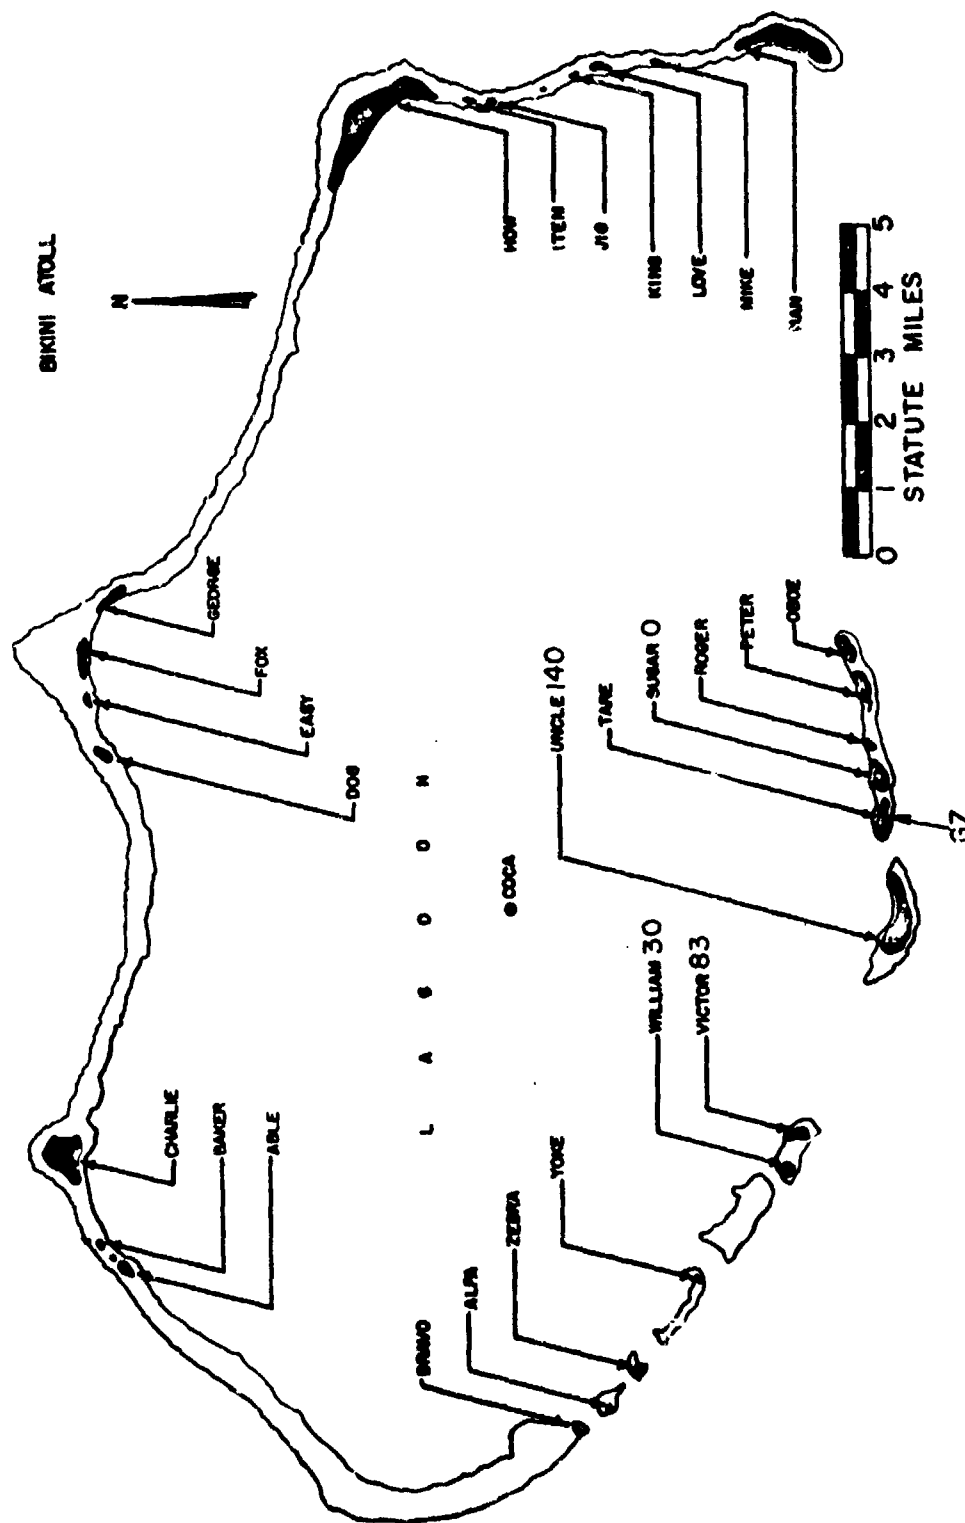 BIKINI ATOLL
N
HOW
ITEM
JIG
KING
LOVE
MIKE
NAN
GEORGE
FOX
EASY
DOG
CHARLIE
BAKER
ABLE
LAGOON
COCA
BRAVO
ALFA
ZEBRA
YOKE
WILLIAM 30
VICTOR 83
UNCLE 140
TARE
SUGAR 0
ROGER
PETER
OBOE
GZ
0 1 2 3 4 5
STATUTE MILES